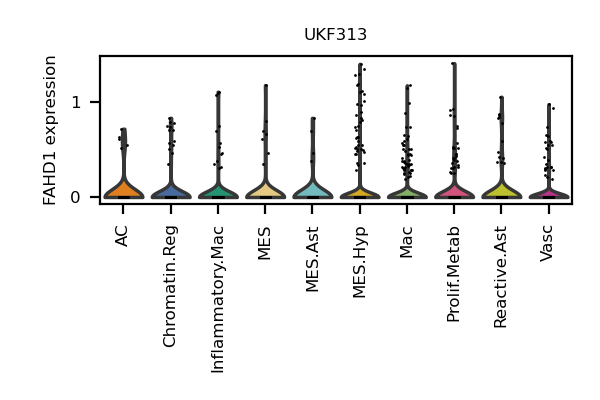 UKF313
FAHD1 expression
1
0
AC
Chromatin.Reg
Inflammatory.Mac
MES
MES.Ast
MES.Hyp
Mac
Prolif.Metab
Reactive.Ast
Vasc